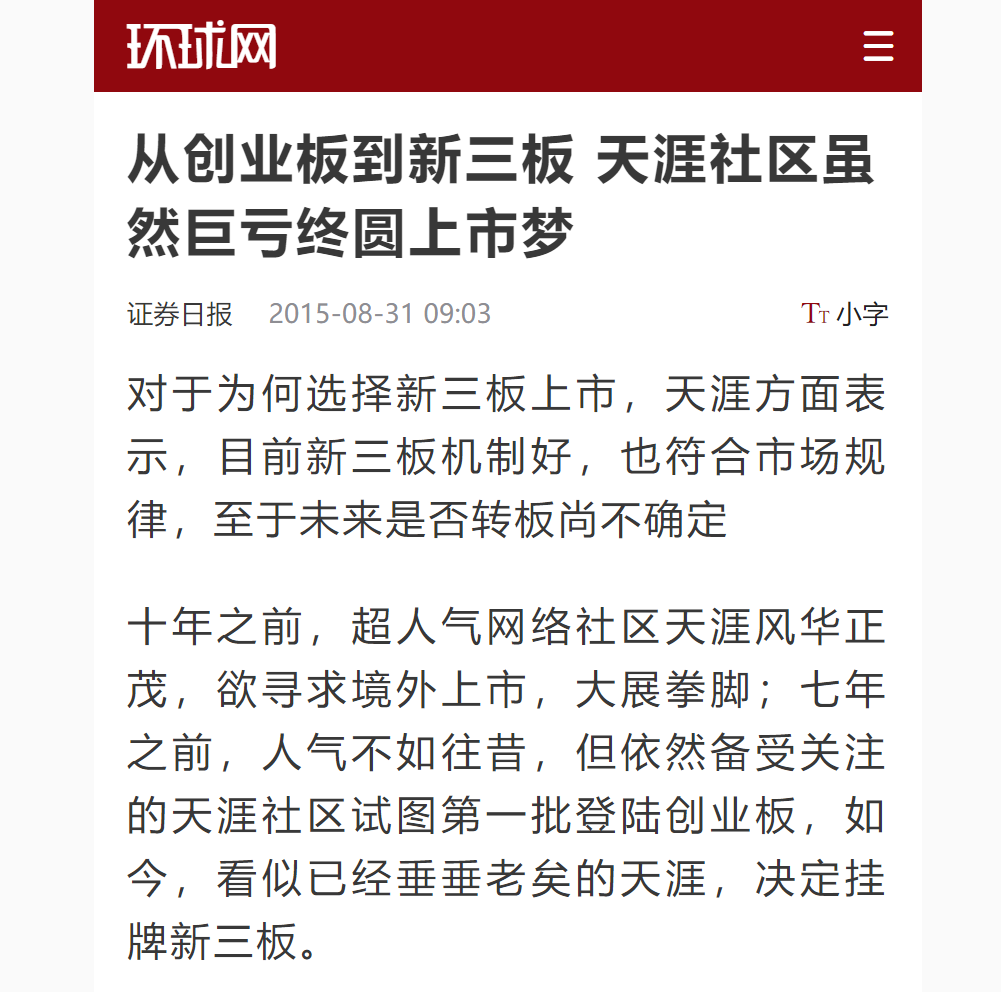 环球网
从创业板到新三板 天涯社区虽
然巨亏终圆上市梦
证券日报 2015-08-31 09:03 TT 小字
对于为何选择新三板上市，天涯方面表
示，目前新三板机制好，也符合市场规
律，至于未来是否转板尚不确定
十年之前，超人气网络社区天涯风华正
茂，欲寻求境外上市，大展拳脚；七年
之前，人气不如往昔，但依然备受关注
的天涯社区试图第一批登陆创业板，如
今，看似已经垂垂老矣的天涯，决定挂
牌新三板。